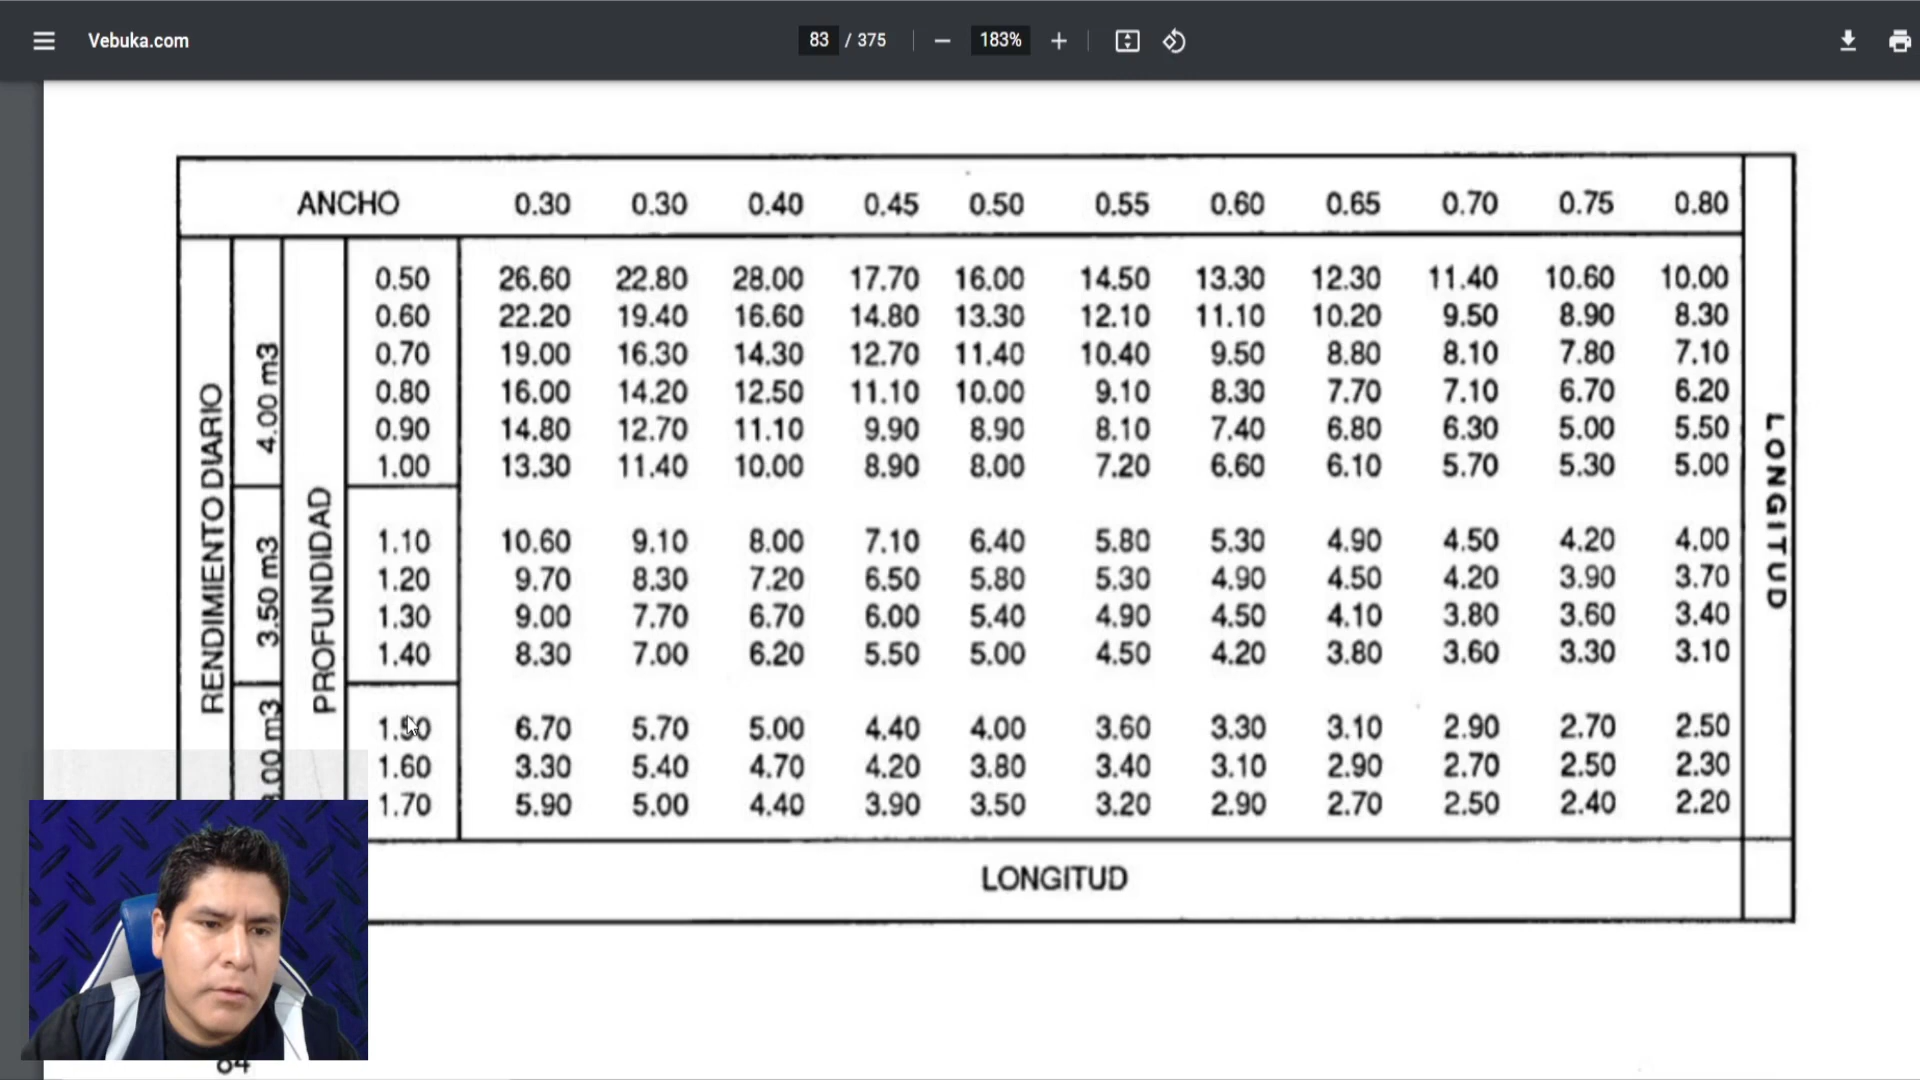 Vebuka.com 83 / 375 183%
ANCHO 0.30 0.30 0.40 0.45 0.50 0.55 0.60 0.65 0.70 0.75 0.80
RENDIMIENTO DIARIO
4.00 m3
3.50 m3
.00 m3
PROFUNDIDAD
0.50 26.60 22.80 28.00 17.70 16.00 14.50 13.30 12.30 11.40 10.60 10.00
0.60 22.20 19.40 16.60 14.80 13.30 12.10 11.10 10.20 9.50 8.90 8.30
0.70 19.00 16.30 14.30 12.70 11.40 10.40 9.50 8.80 8.10 7.80 7.10
0.80 16.00 14.20 12.50 11.10 10.00 9.10 8.30 7.70 7.10 6.70 6.20
0.90 14.80 12.70 11.10 9.90 8.90 8.10 7.40 6.80 6.30 5.00 5.50
1.00 13.30 11.40 10.00 8.90 8.00 7.20 6.60 6.10 5.70 5.30 5.00
1.10 10.60 9.10 8.00 7.10 6.40 5.80 5.30 4.90 4.50 4.20 4.00
1.20 9.70 8.30 7.20 6.50 5.80 5.30 4.90 4.50 4.20 3.90 3.70
1.30 9.00 7.70 6.70 6.00 5.40 4.90 4.50 4.10 3.80 3.60 3.40
1.40 8.30 7.00 6.20 5.50 5.00 4.50 4.20 3.80 3.60 3.30 3.10
1.50 6.70 5.70 5.00 4.40 4.00 3.60 3.30 3.10 2.90 2.70 2.50
1.60 3.30 5.40 4.70 4.20 3.80 3.40 3.10 2.90 2.70 2.50 2.30
1.70 5.90 5.00 4.40 3.90 3.50 3.20 2.90 2.70 2.50 2.40 2.20
LONGITUD
LONGITUD